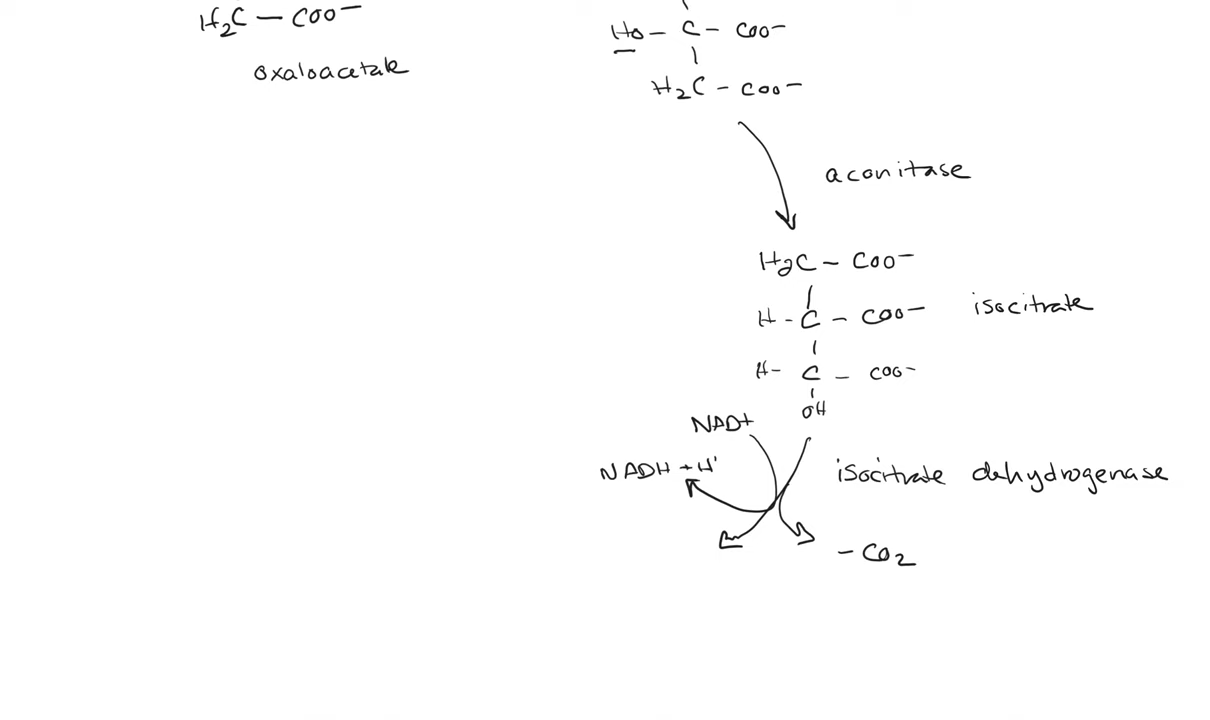 H₂C — COO⁻
oxaloacetate
HO — C — COO⁻
H₂C — COO⁻
aconitase
H₂C — COO⁻
H - C — COO⁻
isocitrate
H - C — COO⁻
OH
NAD+
NADH + H⁺
isocitrate dehydrogenase
- CO₂